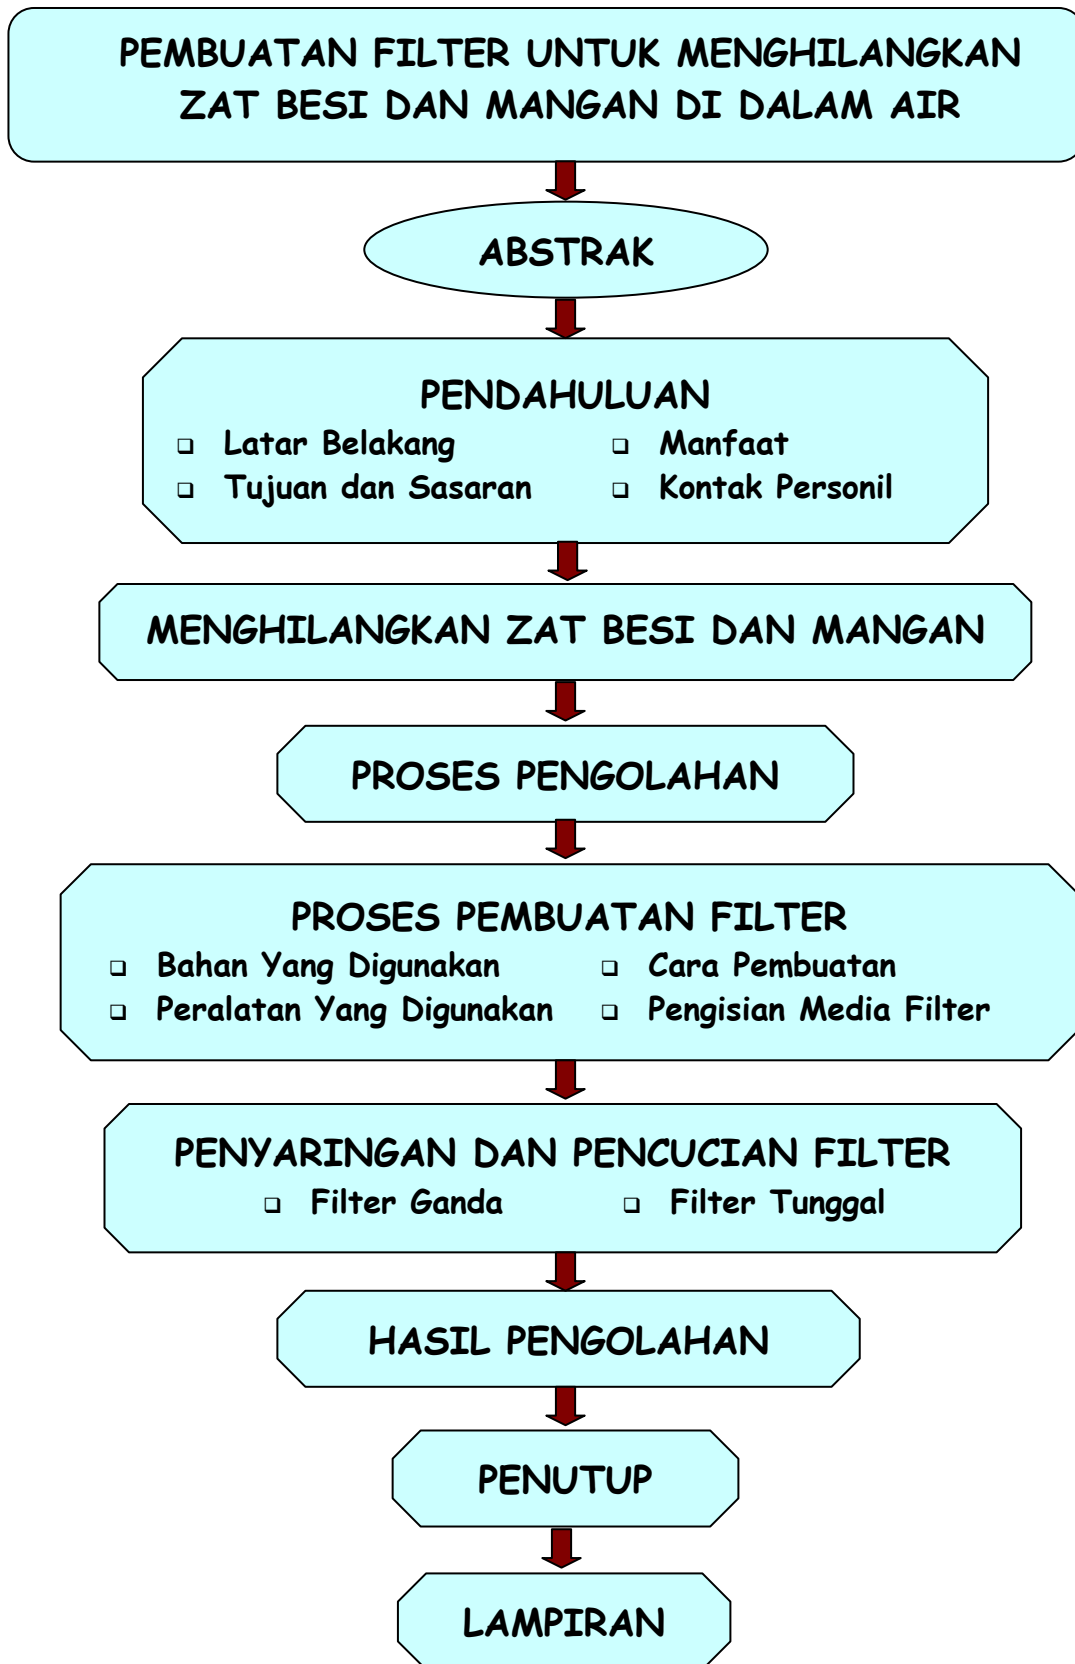 PEMBUATAN FILTER UNTUK MENGHILANGKAN
ZAT BESI DAN MANGAN DI DALAM AIR
ABSTRAK
PENDAHULUAN
❑ Latar Belakang ❑ Manfaat
❑ Tujuan dan Sasaran ❑ Kontak Personil
MENGHILANGKAN ZAT BESI DAN MANGAN
PROSES PENGOLAHAN
PROSES PEMBUATAN FILTER
❑ Bahan Yang Digunakan ❑ Cara Pembuatan
❑ Peralatan Yang Digunakan ❑ Pengisian Media Filter
PENYARINGAN DAN PENCUCIAN FILTER
❑ Filter Ganda ❑ Filter Tunggal
HASIL PENGOLAHAN
PENUTUP
LAMPIRAN